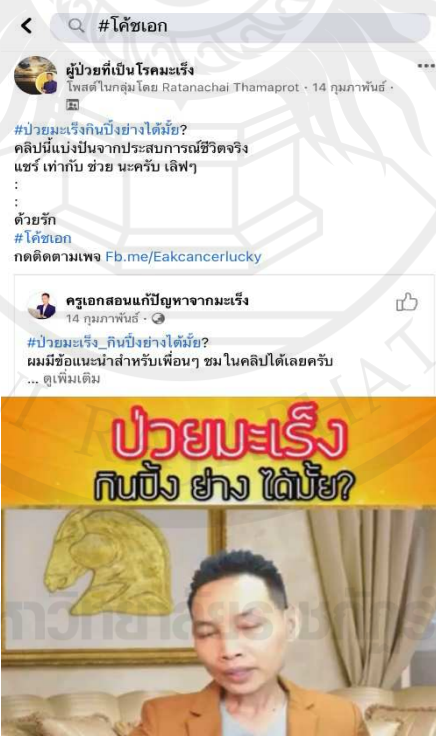 #โค้ชเอก
ผู้ป่วยที่เป็นโรคมะเร็ง
โพสต์ในกลุ่มโดย Ratanachai Thamaprot · 14 กุมภาพันธ์ ·
#ป่วยมะเร็งกินปิ้งย่างได้มั้ย?
คลิปนี้แบ่งปันจากประสบการณ์ชีวิตจริง
แชร์ เท่ากับ ช่วย นะครับ เลิฟๆ
:
:
ด้วยรัก
#โค้ชเอก
กดติดตามเพจ Fb.me/Eakcancerlucky
ครูเอกสอนแก้ปัญหาจากมะเร็ง
14 กุมภาพันธ์ ·
#ป่วยมะเร็ง_กินปิ้งย่างได้มั้ย?
ผมมีข้อแนะนำสำหรับเพื่อนๆ ชมในคลิปได้เลยครับ
... ดูเพิ่มเติม
ป่วยมะเร็ง
กินปิ้ง ย่าง ได้มั้ย?